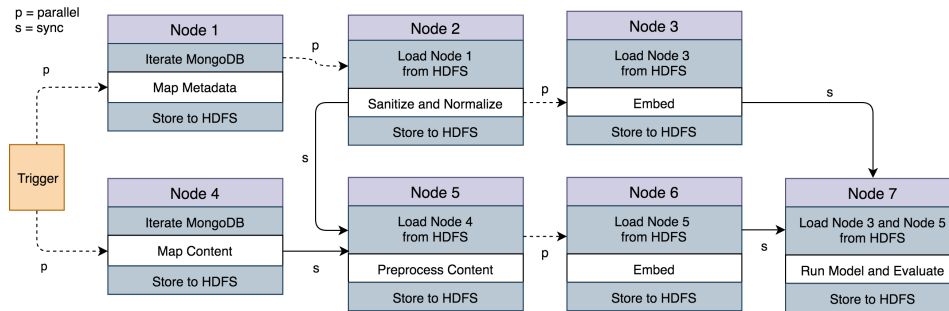 p = parallel
s = sync
Trigger
p
p
Node 1
Iterate MongoDB
Map Metadata
Store to HDFS
p
Node 2
Load Node 1
from HDFS
Sanitize and Normalize
Store to HDFS
p
Node 3
Load Node 3
from HDFS
Embed
Store to HDFS
s
s
Node 4
Iterate MongoDB
Map Content
Store to HDFS
s
Node 5
Load Node 4
from HDFS
Preprocess Content
Store to HDFS
p
Node 6
Load Node 5
from HDFS
Embed
Store to HDFS
s
Node 7
Load Node 3 and Node 5
from HDFS
Run Model and Evaluate
Store to HDFS